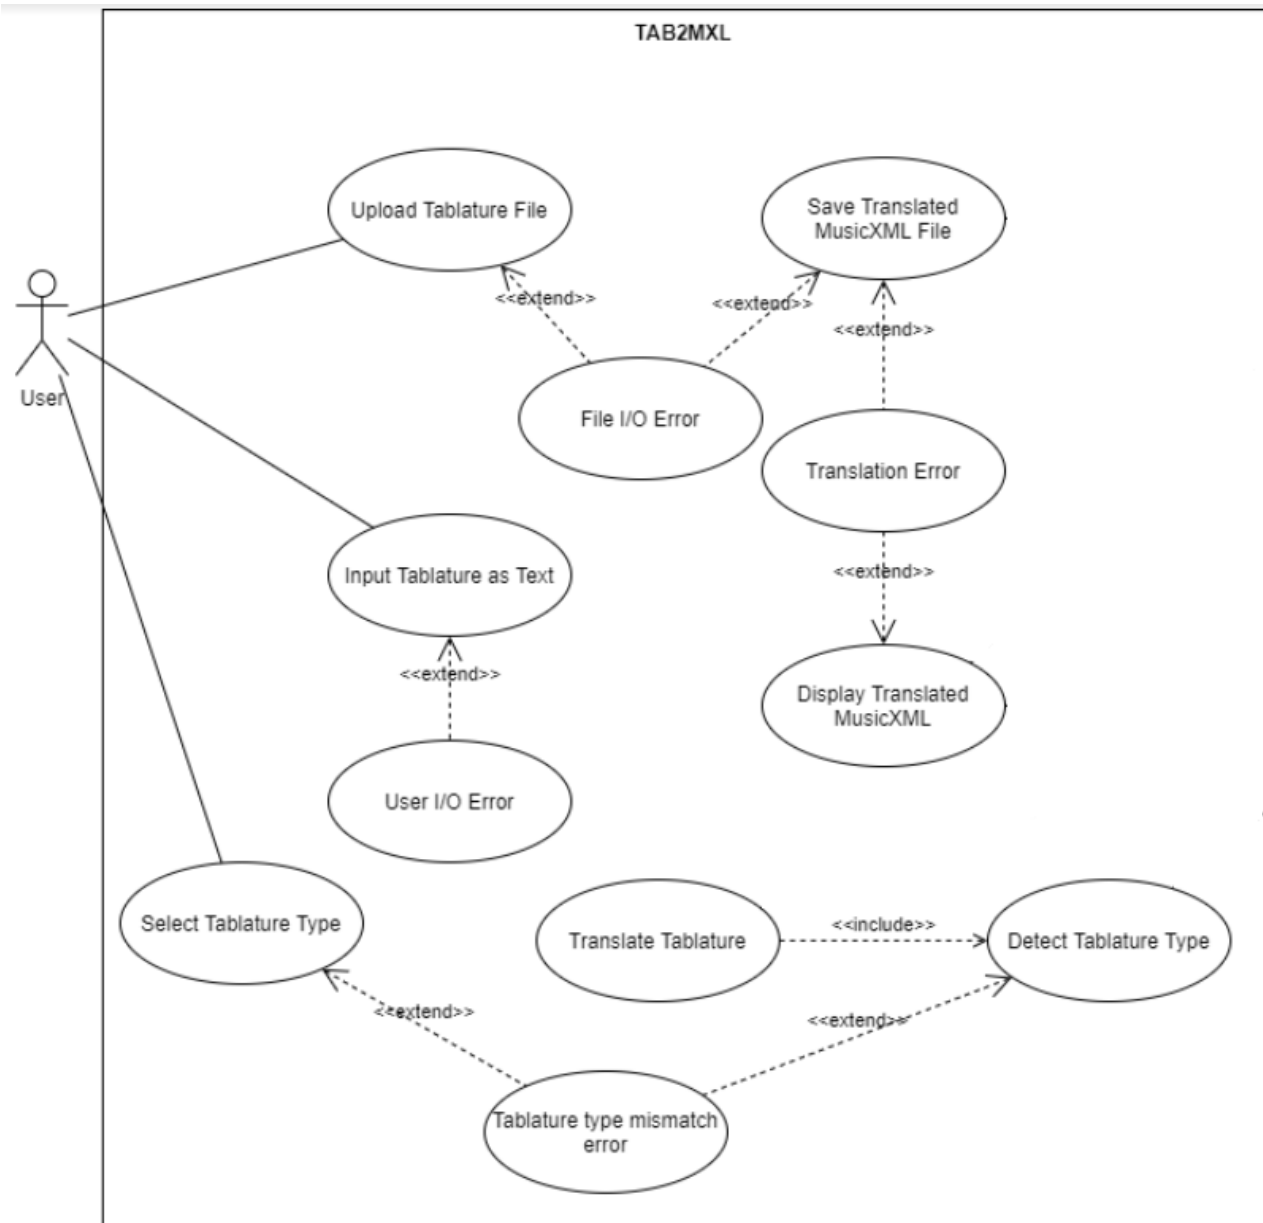 TAB2MXL
Upload Tablature File
Save Translated
MusicXML File
<<extend>>
<<extend>>
<<extend>>
User
File I/O Error
Translation Error
Input Tablature as Text
<<extend>>
<<extend>>
Display Translated
MusicXML
User I/O Error
Select Tablature Type
Translate Tablature
<<include>>
Detect Tablature Type
<<extend>>
<<extend>>
Tablature type mismatch
error